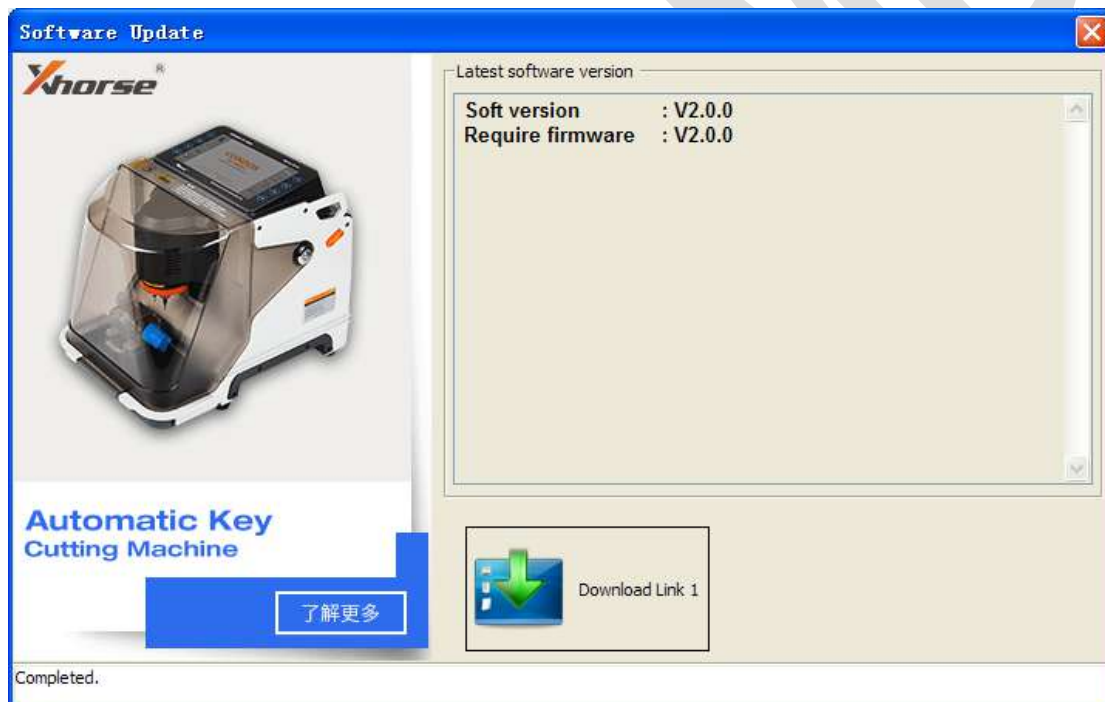 Software Update
Xhorse®
Latest software version
Soft version : V2.0.0
Require firmware : V2.0.0
Automatic Key
Cutting Machine
了解更多
Download Link 1
Completed.